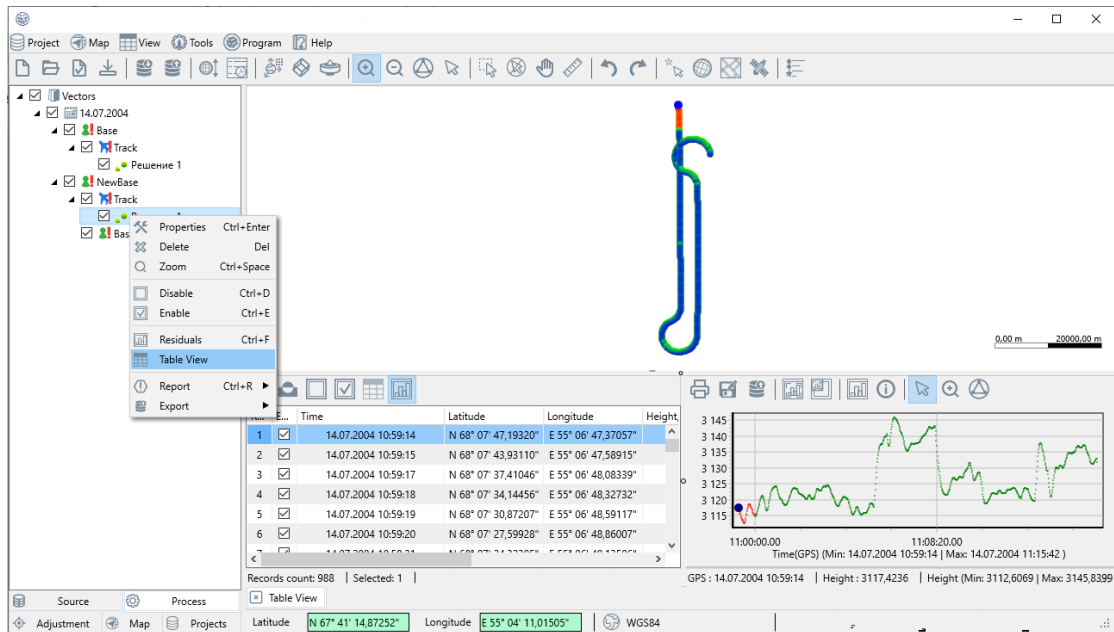 Project Map View Tools Program Help
Vectors
14.07.2004
Base
Track
Решение 1
NewBase
Track
Bas
Properties Ctrl+Enter
Delete Del
Zoom Ctrl+Space
Disable Ctrl+D
Enable Ctrl+E
Residuals Ctrl+F
Table View
Report Ctrl+R
Export
0,00 m 20000,00 m
E... Time Latitude Longitude Height,
1 14.07.2004 10:59:14 N 68° 07' 47,19320" E 55° 06' 47,37057"
2 14.07.2004 10:59:15 N 68° 07' 43,93110" E 55° 06' 47,58915"
3 14.07.2004 10:59:17 N 68° 07' 37,41046" E 55° 06' 48,08339"
4 14.07.2004 10:59:18 N 68° 07' 34,14456" E 55° 06' 48,32732"
5 14.07.2004 10:59:19 N 68° 07' 30,87207" E 55° 06' 48,59117"
6 14.07.2004 10:59:20 N 68° 07' 27,59928" E 55° 06' 48,86007"
Records count: 988 Selected: 1
Table View
3 145
3 140
3 135
3 130
3 125
3 120
3 115
11:00:00.00 11:08:20.00
Time(GPS) (Min: 14.07.2004 10:59:14 | Max: 14.07.2004 11:15:42 )
GPS : 14.07.2004 10:59:14 Height : 3117,4236 Height (Min: 3112,6069 | Max: 3145,8399
Source Process
Adjustment Map Projects
Latitude N 67° 41' 14,87252" Longitude E 55° 04' 11,01505" WGS84